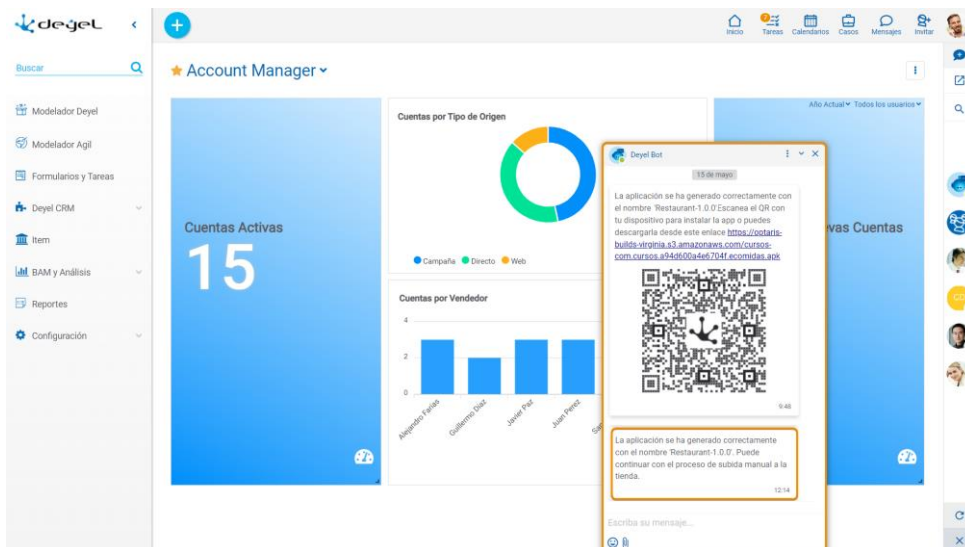 deyel
Inicio
2
Tareas
Calendarios
Casos
Mensajes
Invitar
Buscar
Account Manager
Modelador Deyel
Modelador Agil
Formularios y Tareas
Deyel CRM
Item
BAM y Análisis
Reportes
Configuración
Cuentas Activas
15
Cuentas por Tipo de Origen
Campaña Directo Web
Cuentas por Vendedor
4
2
0
Alejandro Farias
Guillermo Diaz
Javier Paz
Juan Perez
Año Actual Todos los usuarios
vas Cuentas
Deyel Bot
15 de mayo
La aplicación se ha generado correctamente con
el nombre 'Restaurant-1.0.0'Escanea el QR con
tu dispositivo para instalar la app o puedes
descargarla desde este enlace https://optaris-
builds-virginia.s3.amazonaws.com/cursos-
com.cursos.a94d600a4e6704f.ecomidas.apk
9:48
La aplicación se ha generado correctamente
con el nombre 'Restaurant-1.0.0'. Puede
continuar con el proceso de subida manual a la
tienda.
12:14
Escriba su mensaje...